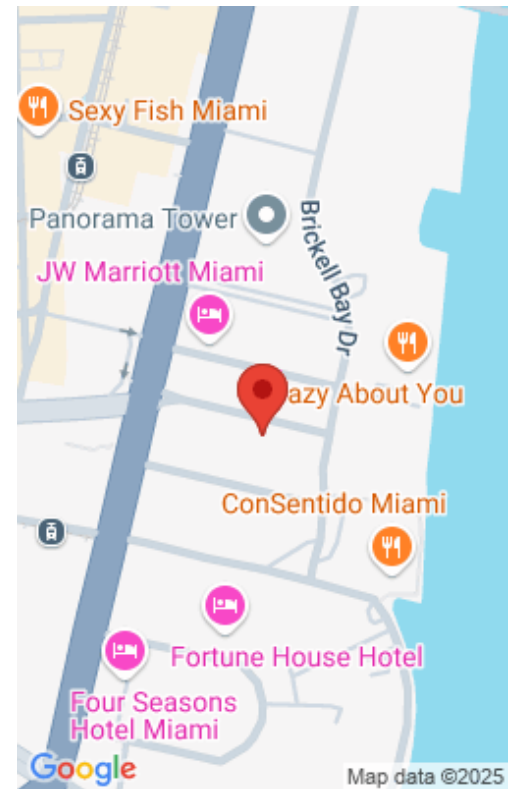 Sexy Fish Miami
Panorama Tower
Brickell Bay Dr
JW Marriott Miami
azy About You
ConSentido Miami
Fortune House Hotel
Four Seasons
Hotel Miami
Google
Map data ©2025